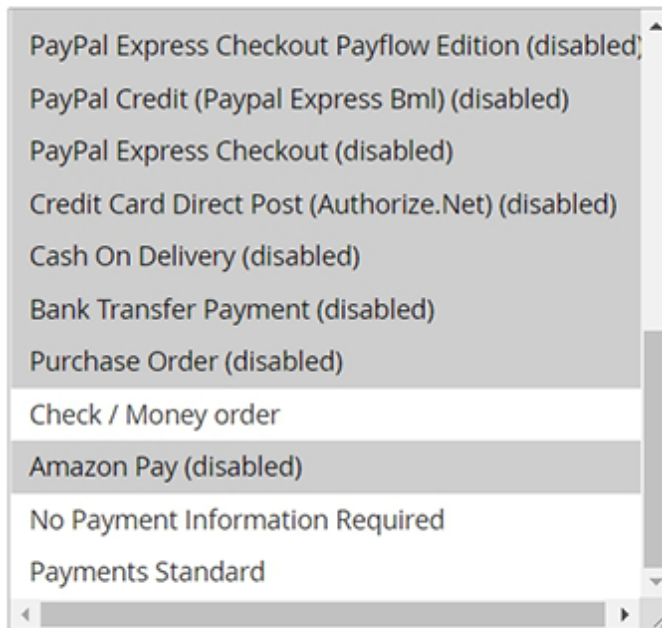 PayPal Express Checkout Payflow Edition (disabled)
PayPal Credit (Paypal Express Bml) (disabled)
PayPal Express Checkout (disabled)
Credit Card Direct Post (Authorize.Net) (disabled)
Cash On Delivery (disabled)
Bank Transfer Payment (disabled)
Purchase Order (disabled)
Check / Money order
Amazon Pay (disabled)
No Payment Information Required
Payments Standard